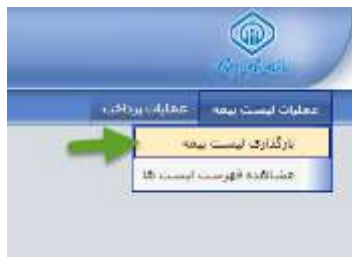 عملیات لیست بیمه عملیات پرداخت
بارگذاری لیست بیمه
مشاهده فهرست لیست ها